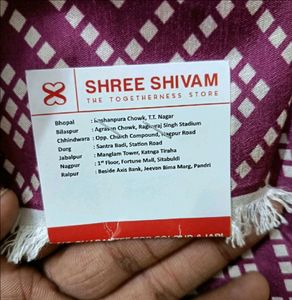 SHREE SHIVAM
THE TOGETHERNESS STORE
Bhopal : Roshanpura Chowk, T.T. Nagar
Bilaspur : Agrasen Chowk, Raghuraj Singh Stadium
Chhindwara : Opp. Church Compound, Nagpur Road
Durg : Santra Badi, Station Road
Jabalpur : Manglam Tower, Katnga Tiraha
Nagpur : 1st Floor, Fortune Mall, Sitabuldi
Raipur : Beside Axis Bank, Jeevan Bima Marg, Pandri